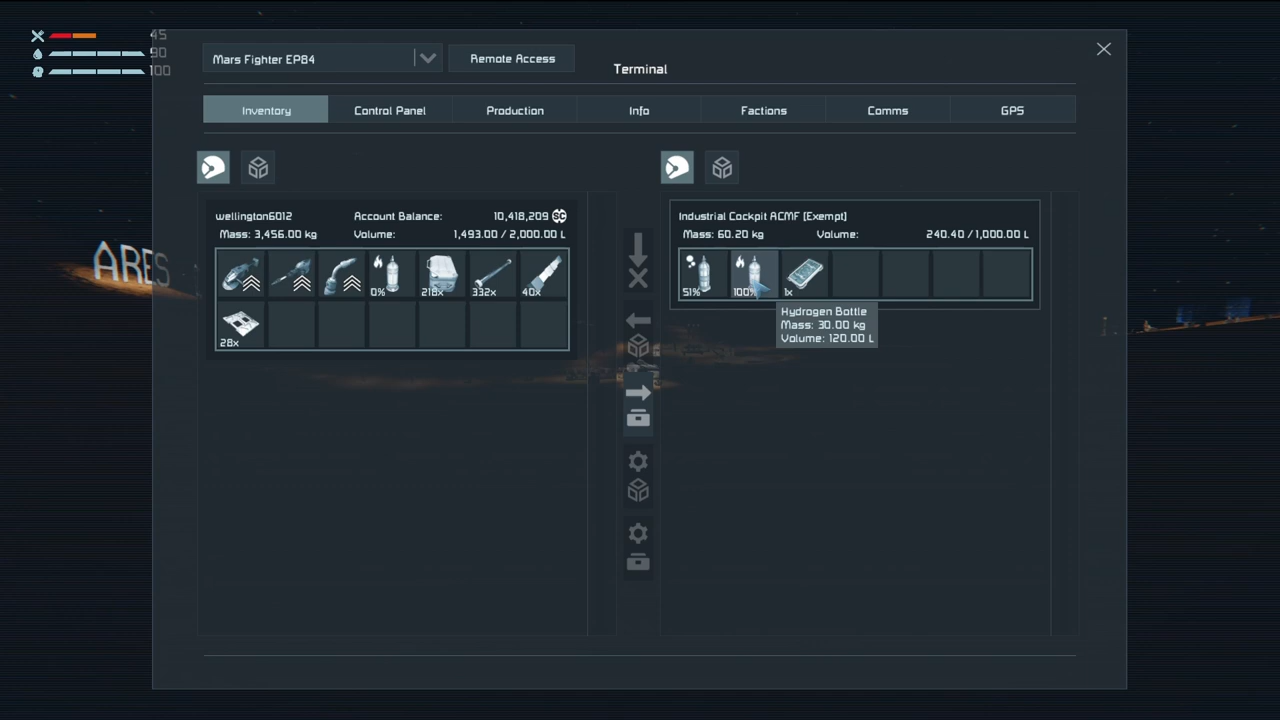 45
90
100
Mars Fighter EP84
Remote Access
Terminal
Inventory
Control Panel
Production
Info
Factions
Comms
GPS
wellington6012
Account Balance:
10,418,209 SC
Mass: 3,456.00 kg
Volume:
1,493.00 / 2,000.00 L
0%
218x
332x
40x
28x
Industrial Cockpit ACMF [Exempt]
Mass: 60.20 kg
Volume:
240.40 / 1,000.00 L
51%
100%
1x
Hydrogen Bottle
Mass: 30.00 kg
Volume: 120.00 L
ARES